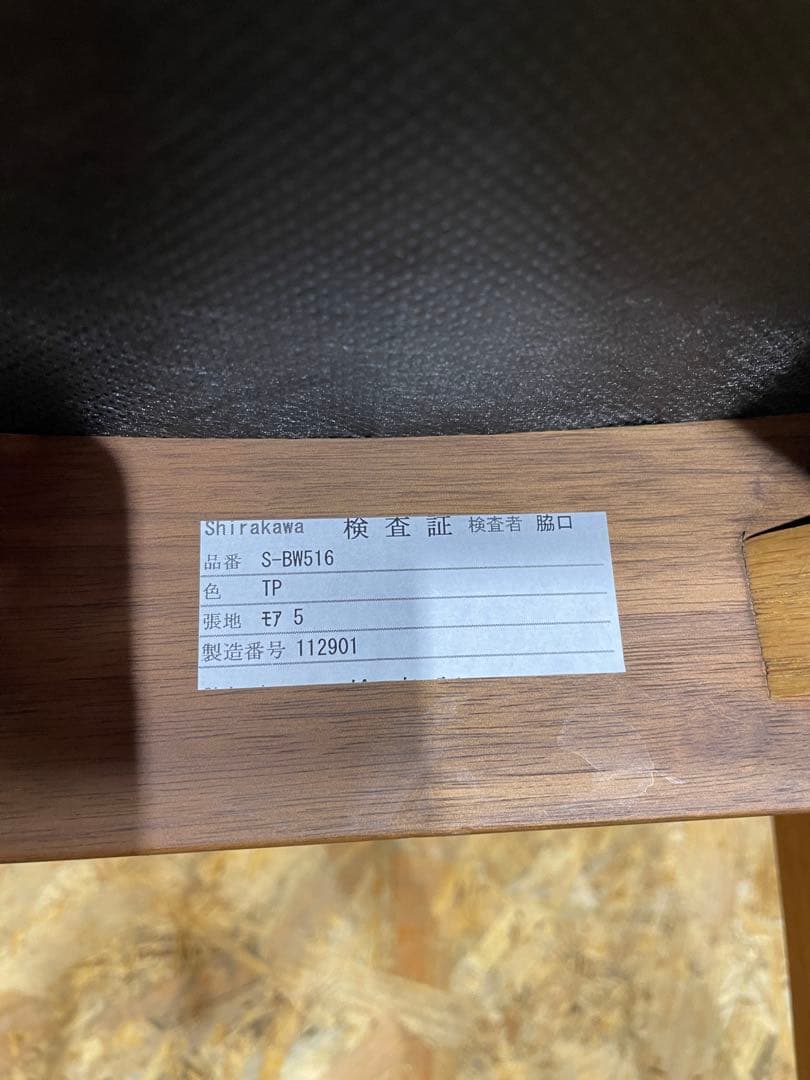 Shirakawa 検査証 検査者 脇口
品番 S-BW516
色 TP
張地 ﾓｱ 5
製造番号 112901